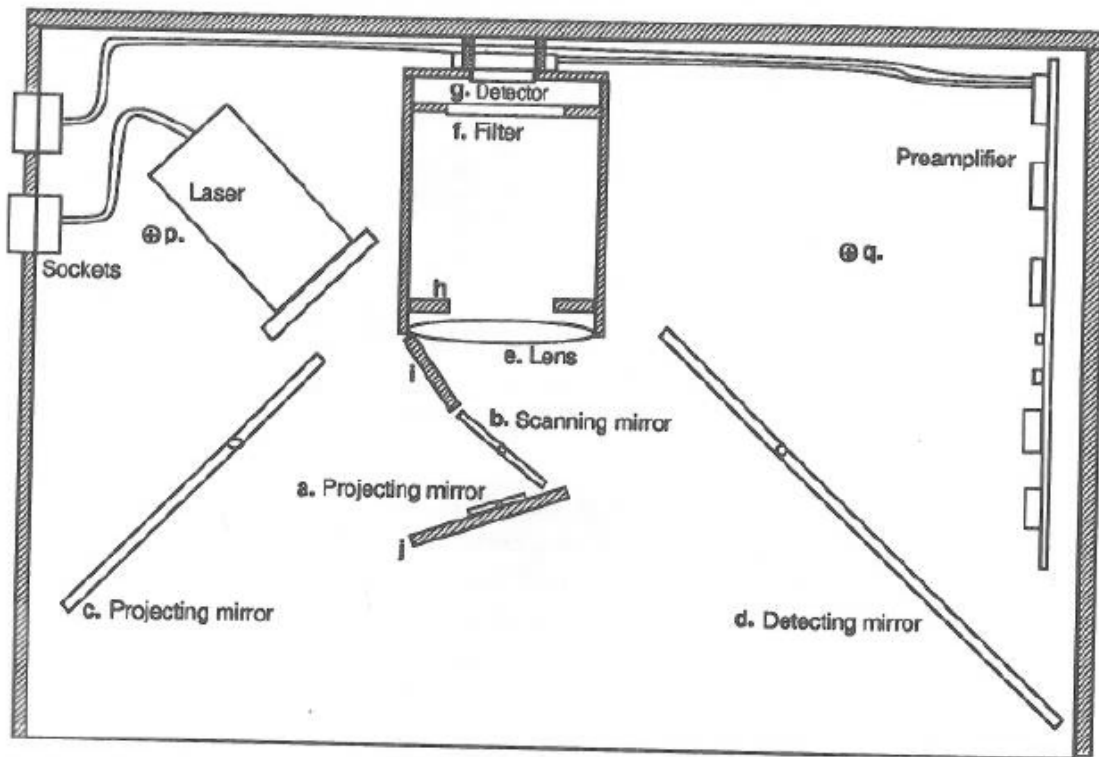 g. Detector
f. Filter
Preamplifier
Laser
⊕ p.
⊕ q.
Sockets
h
e. Lens
i
b. Scanning mirror
a. Projecting mirror
j
c. Projecting mirror
d. Detecting mirror